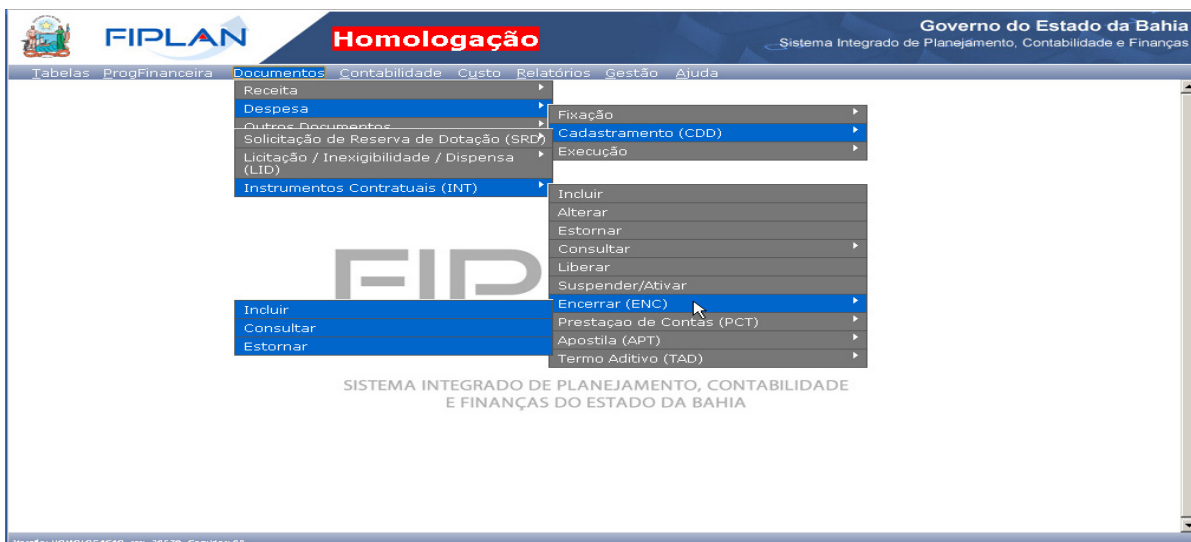 FIPLAN
Homologação
Governo do Estado da Bahia
Sistema Integrado de Planejamento, Contabilidade e Finanças
Tabelas ProgFinanceira Documentos Contabilidade Custo Relatórios Gestão Ajuda
Receita
Despesa
Outros Documentos
Fixação
Cadastramento (CDD)
Execução
Solicitação de Reserva de Dotação (SRD)
Licitação / Inexigibilidade / Dispensa
(LID)
Instrumentos Contratuais (INT)
Incluir
Alterar
Estornar
Consultar
Liberar
Suspender/Ativar
Encerrar (ENC)
Prestaçao de Contas (PCT)
Apostila (APT)
Termo Aditivo (TAD)
Incluir
Consultar
Estornar
FIP
SISTEMA INTEGRADO DE PLANEJAMENTO, CONTABILIDADE
E FINANÇAS DO ESTADO DA BAHIA